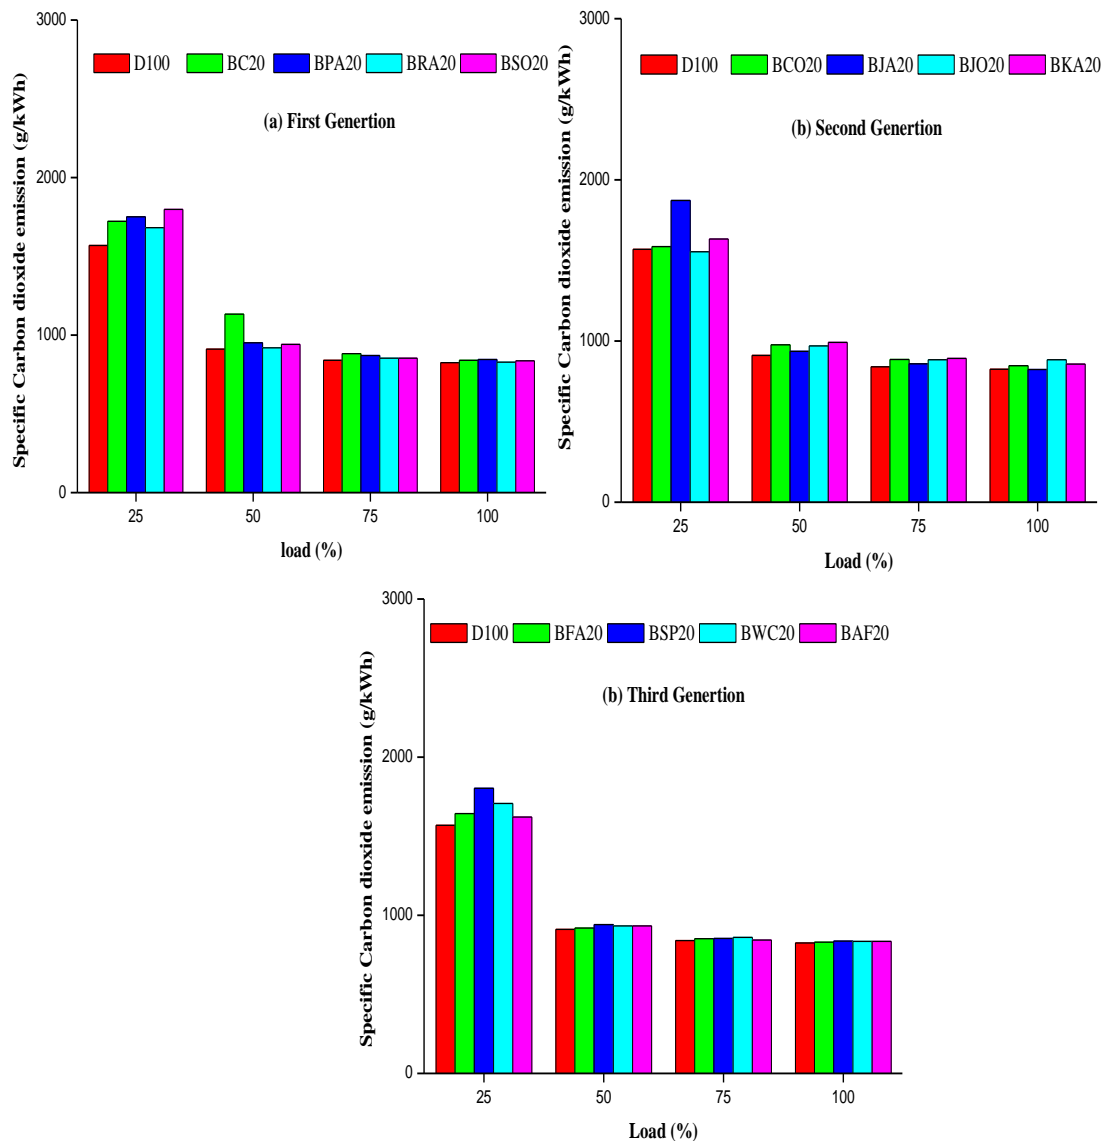 Specific Carbon dioxide emission (g/kWh)
3000
2000
1000
0
D100 BC20 BPA20 BRA20 BSO20
(a) First Genertion
25 50 75 100
load (%)
Specific Carbon dioxide emission (g/kWh)
3000
2000
1000
0
D100 BCO20 BJA20 BJO20 BKA20
(b) Second Genertion
25 50 75 100
Load (%)
Specific Carbon dioxide emission (g/kWh)
3000
2000
1000
0
D100 BFA20 BSP20 BWC20 BAF20
(b) Third Genertion
25 50 75 100
Load (%)